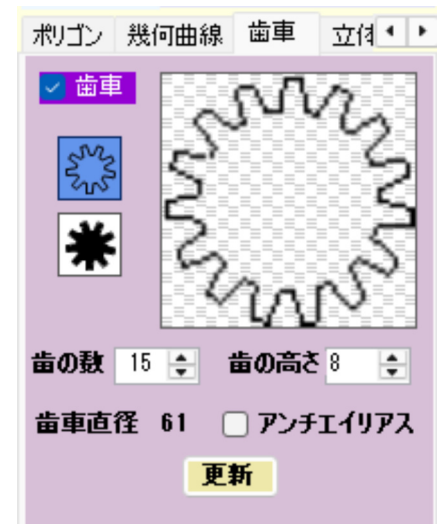 ポリゴン 幾何曲線 歯車
歯車
歯の数 15 歯の高さ 8
歯車直径 61 アンチエイリアス
更新